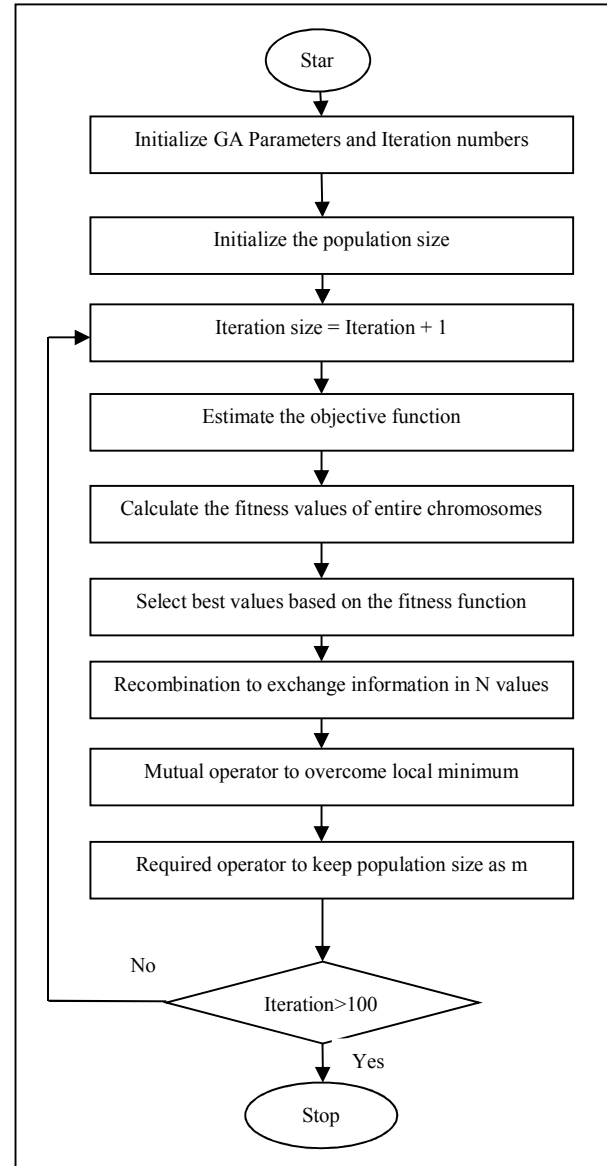 Star
Initialize GA Parameters and Iteration numbers
Initialize the population size
Iteration size = Iteration + 1
Estimate the objective function
Calculate the fitness values of entire chromosomes
Select best values based on the fitness function
Recombination to exchange information in N values
Mutual operator to overcome local minimum
Required operator to keep population size as m
No
Iteration>100
Yes
Stop